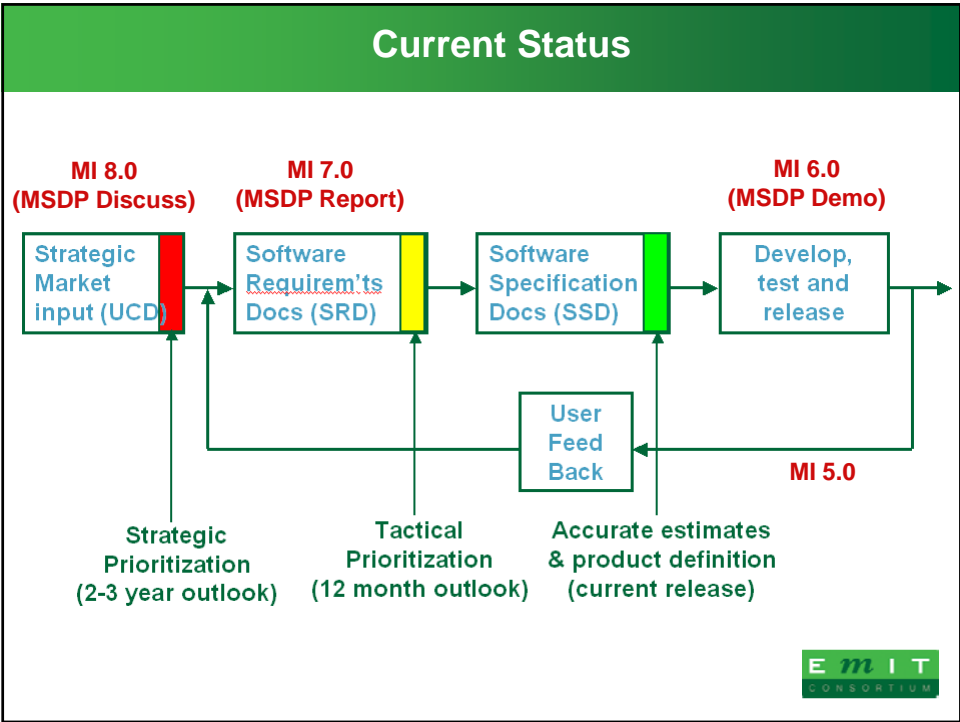 Current Status
MI 8.0
(MSDP Discuss)
MI 7.0
(MSDP Report)
MI 6.0
(MSDP Demo)
Strategic
Market
input (UCD)
Software
Requirem’ts
Docs (SRD)
Software
Specification
Docs (SSD)
Develop,
test and
release
User
Feed
Back
MI 5.0
Strategic
Prioritization
(2-3 year outlook)
Tactical
Prioritization
(12 month outlook)
Accurate estimates
& product definition
(current release)
E m I T
CONSORTIUM